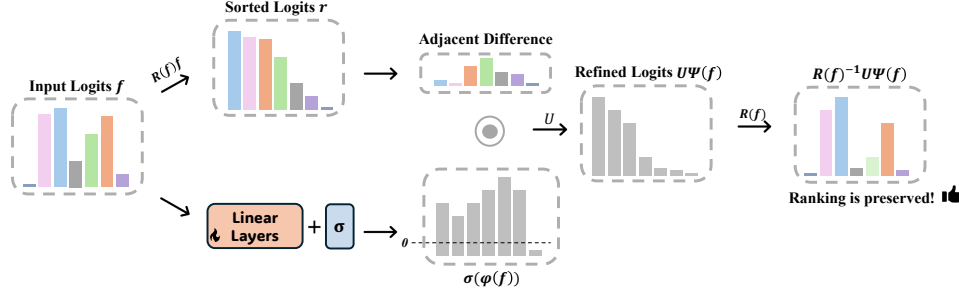 Sorted Logits r
R(f)f
Adjacent Difference
Input Logits f
Refined Logits UΨ(f)
R(f)⁻¹UΨ(f)
U
R(f)
Linear
Layers
+
σ
0
σ(φ(f))
Ranking is preserved!